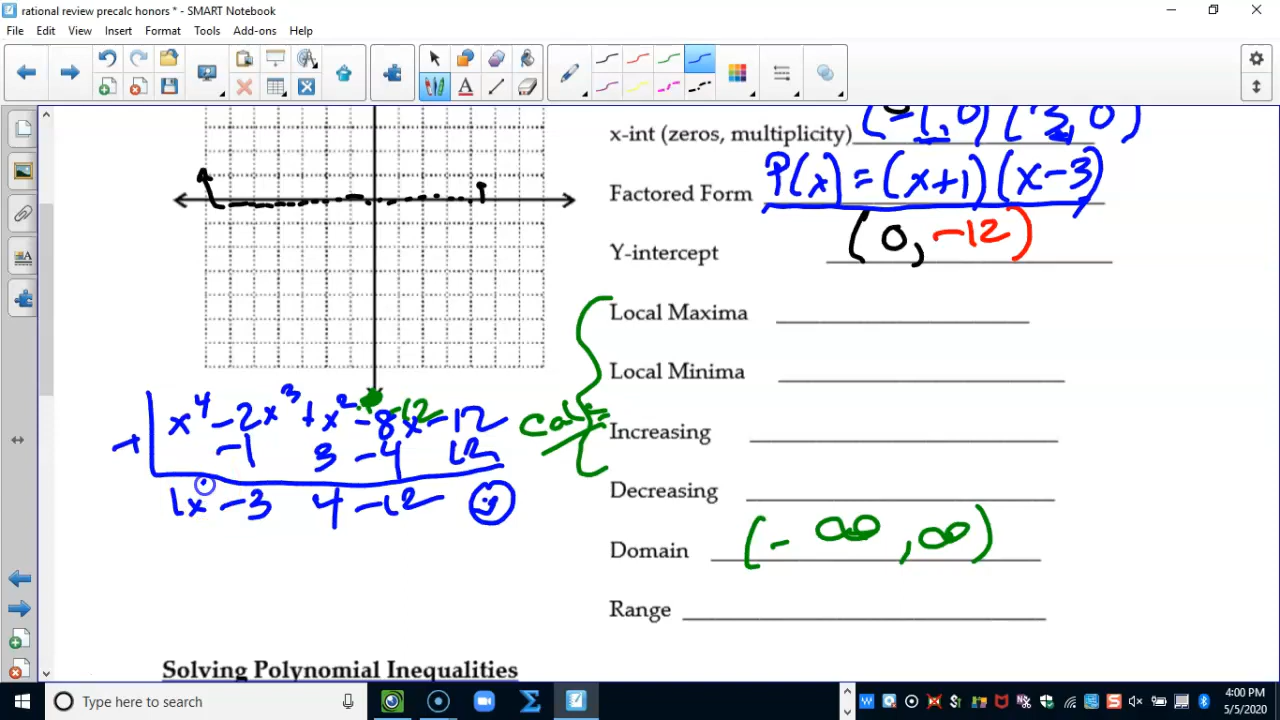 rational review precalc honors * - SMART Notebook
File Edit View Insert Format Tools Add-ons Help
x-int (zeros, multiplicity) (-1, 0) (3, 0)
Factored Form P(x) = (x+1)(x-3)
Y-intercept (0, -12)
Local Maxima
Local Minima
-12
x⁴ - 2x³ + x² - 8x - 12
calc
Increasing
+ -1 3 -4 12
Decreasing
1x -3 4 -12
Domain (-∞, ∞)
Range
Solving Polynomial Inequalities
Type here to search
4:00 PM
5/5/2020